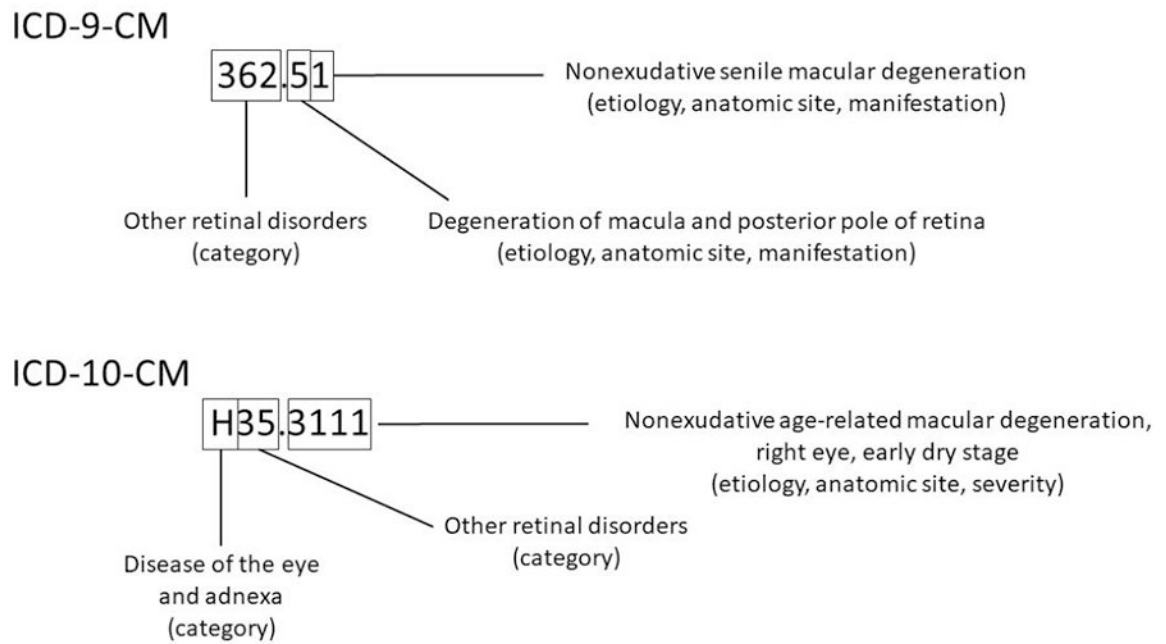 ICD-9-CM
362.51
Nonexudative senile macular degeneration
(etiology, anatomic site, manifestation)
Other retinal disorders
(category)
Degeneration of macula and posterior pole of retina
(etiology, anatomic site, manifestation)
ICD-10-CM
H35.3111
Nonexudative age-related macular degeneration,
right eye, early dry stage
(etiology, anatomic site, severity)
Other retinal disorders
(category)
Disease of the eye
and adnexa
(category)